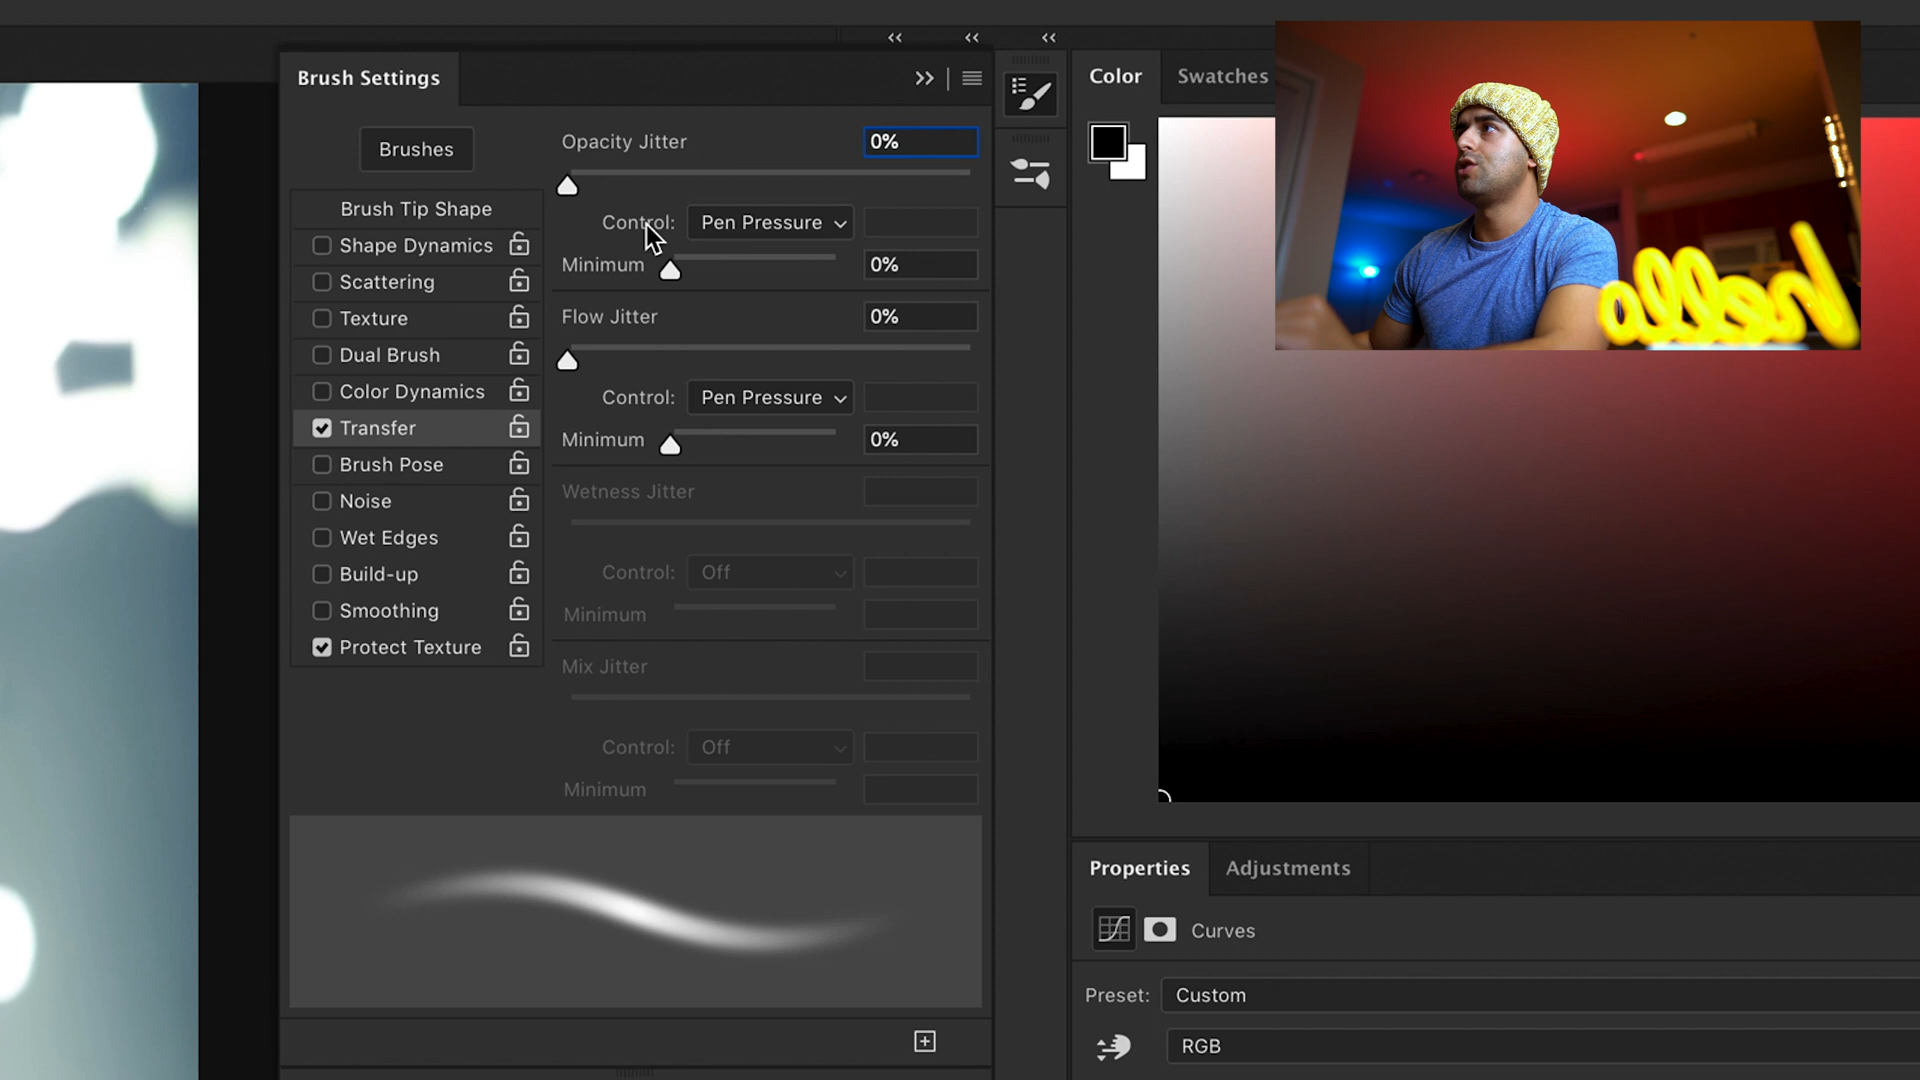 Brush Settings
Brushes
Brush Tip Shape
Shape Dynamics
Scattering
Texture
Dual Brush
Color Dynamics
Transfer
Brush Pose
Noise
Wet Edges
Build-up
Smoothing
Protect Texture
Opacity Jitter 0%
Control: Pen Pressure
Minimum 0%
Flow Jitter 0%
Control: Pen Pressure
Minimum 0%
Wetness Jitter
Control: Off
Minimum
Mix Jitter
Control: Off
Minimum
Color Swatches
hello
Properties Adjustments
Curves
Preset: Custom
RGB